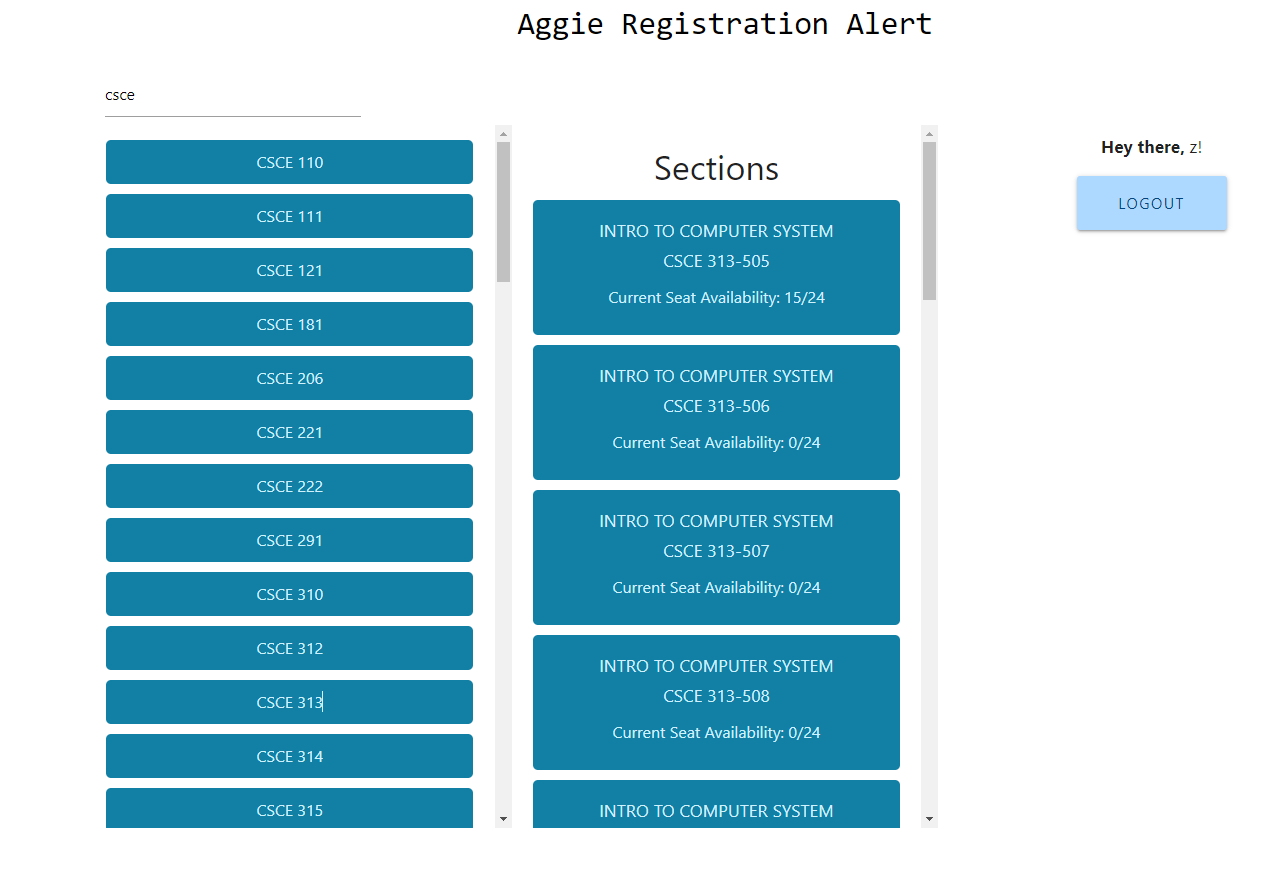 Aggie Registration Alert
csce
CSCE 110
CSCE 111
CSCE 121
CSCE 181
CSCE 206
CSCE 221
CSCE 222
CSCE 291
CSCE 310
CSCE 312
CSCE 313
CSCE 314
CSCE 315
Sections
INTRO TO COMPUTER SYSTEM
CSCE 313-505
Current Seat Availability: 15/24
INTRO TO COMPUTER SYSTEM
CSCE 313-506
Current Seat Availability: 0/24
INTRO TO COMPUTER SYSTEM
CSCE 313-507
Current Seat Availability: 0/24
INTRO TO COMPUTER SYSTEM
CSCE 313-508
Current Seat Availability: 0/24
INTRO TO COMPUTER SYSTEM
Hey there, z!
LOGOUT